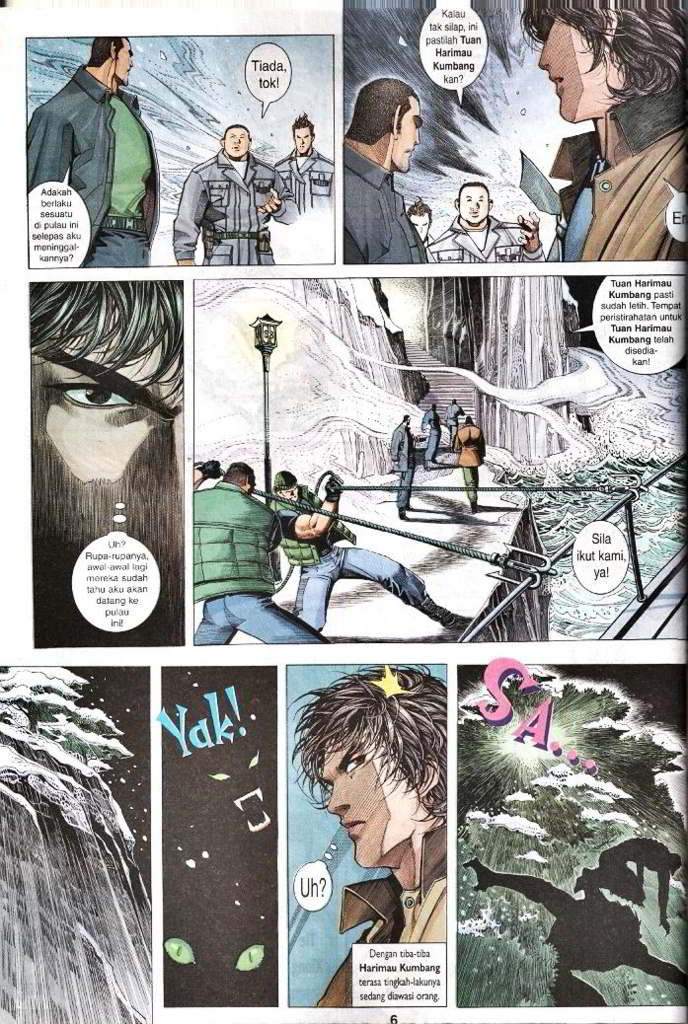 Adakah
berlaku
sesuatu
di pulau ini
selepas aku
meninggal-
kannya?
Tiada,
tok!
Kalau
tak silap, ini
pastilah Tuan
Harimau
Kumbang
kan?
Uh?
Rupa-rupanya,
awal-awal lagi
mereka sudah
tahu aku akan
datang ke
pulau
ini!
Tuan Harimau
Kumbang pasti
sudah letih. Tempat
peristirahatan untuk
Tuan Harimau
Kumbang telah
disedia-
kan!
Sila
ikut kami,
ya!
Yak!
Uh?
Dengan tiba-tiba
Harimau Kumbang
terasa tingkah-lakunya
sedang diawasi orang.
SA...
6